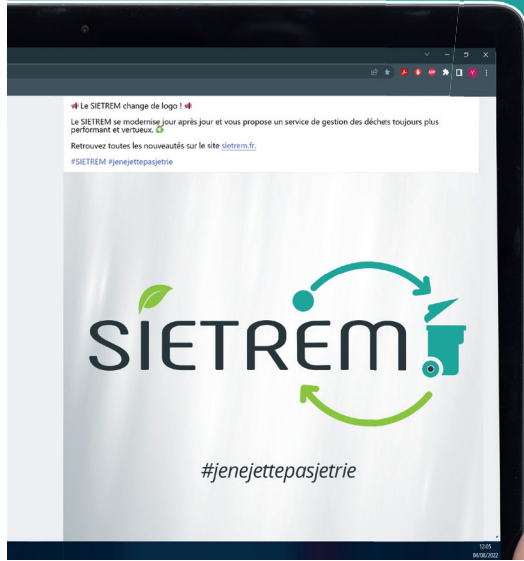 Le SIETREM change de logo !
Le SIETREM se modernise jour après jour et vous propose un service de gestion des déchets toujours plus
performant et vertueux.
Retrouvez toutes les nouveautés sur le site sietrem.fr.
#SIETREM #jenejettepasjetrie
SIETREM
#jenejettepasjetrie
12:05
04/08/2022